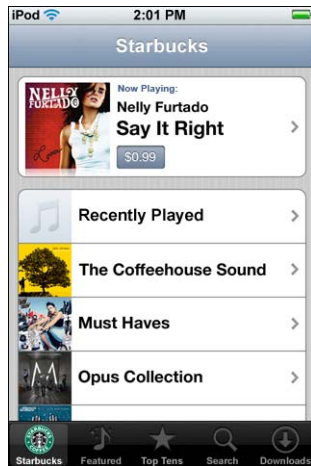 iPod 2:01 PM
Starbucks
NELLY
FURTADO
Loose
Now Playing:
Nelly Furtado
Say It Right
$0.99
Recently Played
The Coffeehouse Sound
Must Haves
Opus Collection
Starbucks Featured Top Tens Search Downloads